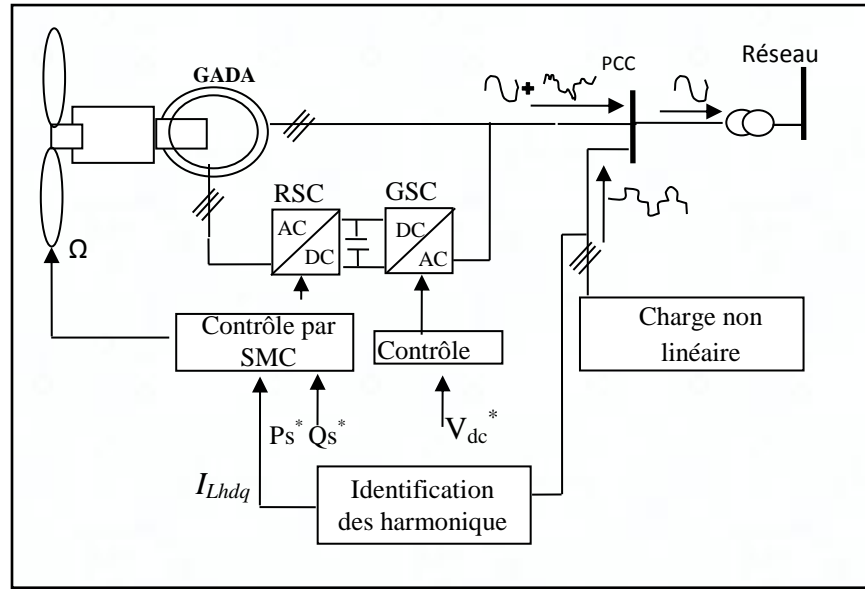 Réseau
PCC
GADA
RSC
GSC
AC
DC
DC
AC
Ω
Contrôle par
SMC
Contrôle
Charge non
linéaire
Ps* Qs*
Vdc*
ILhdq
Identification
des harmonique